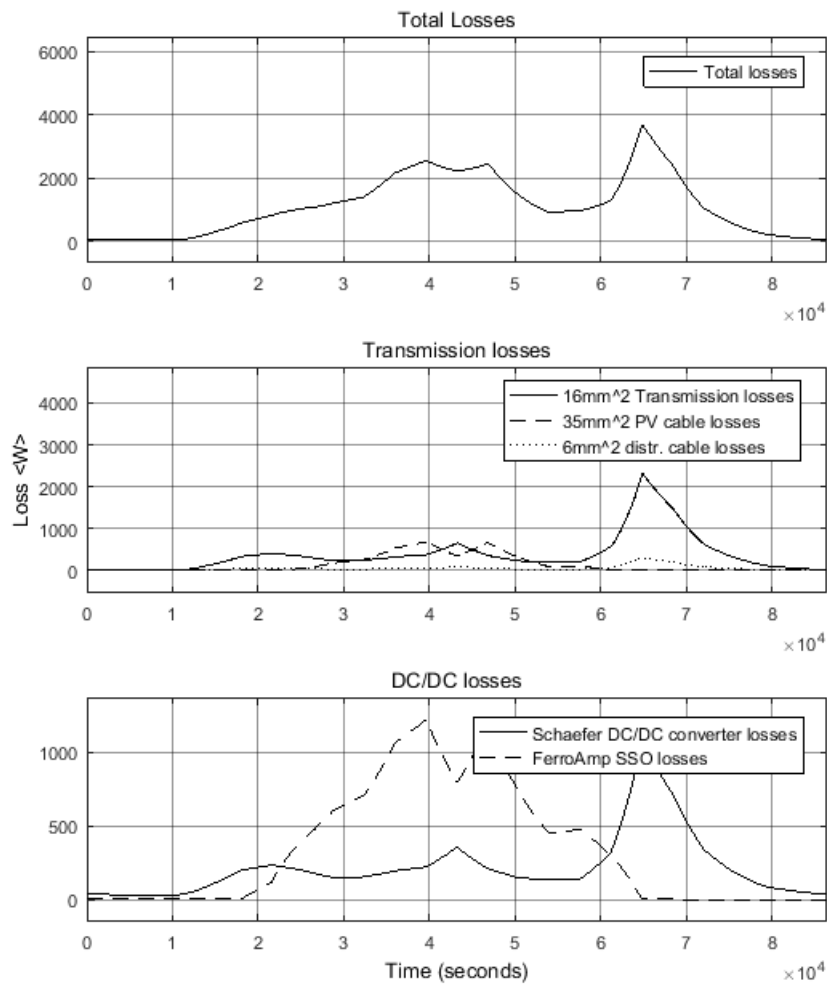 Total Losses
6000
4000
2000
0
Total losses
0 1 2 3 4 5 6 7 8
×10^4
Transmission losses
4000
3000
2000
1000
0
Loss <W>
16mm^2 Transmission losses
35mm^2 PV cable losses
6mm^2 distr. cable losses
0 1 2 3 4 5 6 7 8
×10^4
DC/DC losses
1000
500
0
Schaefer DC/DC converter losses
FerroAmp SSO losses
0 1 2 3 4 5 6 7 8
Time (seconds)
×10^4